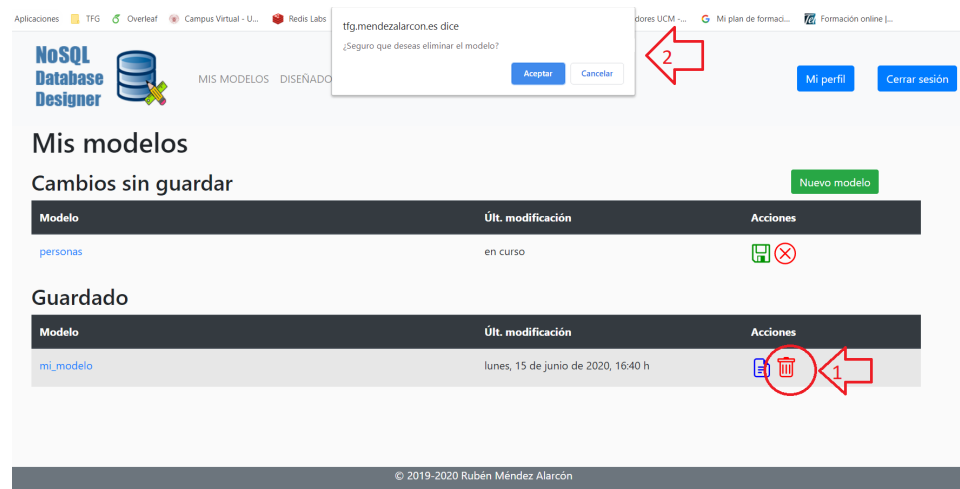 Aplicaciones TFG Overleaf Campus Virtual - U... Redis Labs dores UCM -... Mi plan de formaci... Formación online |...
tfg.mendezalarcon.es dice
¿Seguro que deseas eliminar el modelo?
Aceptar Cancelar
2
NoSQL
Database
Designer
MIS MODELOS DISEÑADO
Mi perfil Cerrar sesión
Mis modelos
Cambios sin guardar
Nuevo modelo
Modelo Últ. modificación Acciones
personas en curso
Guardado
Modelo Últ. modificación Acciones
mi_modelo lunes, 15 de junio de 2020, 16:40 h
1
© 2019-2020 Rubén Méndez Alarcón